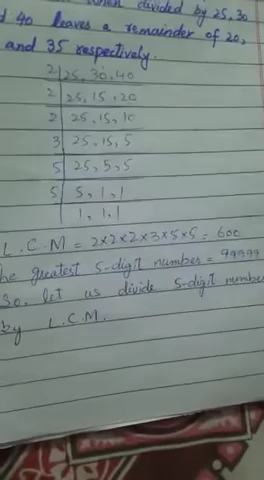 when divided by 25, 30
40 leaves a remainder of 20,
and 35 respectively.
2 | 25, 30, 40
2 | 25, 15, 20
2 | 25, 15, 10
3 | 25, 15, 5
5 | 25, 5, 5
5 | 5, 1, 1
| 1, 1, 1
L.C.M = 2×2×2×3×5×5 = 600
he greatest 5-digit number = 99999
So, let us divide 5-digit number
by L.C.M.